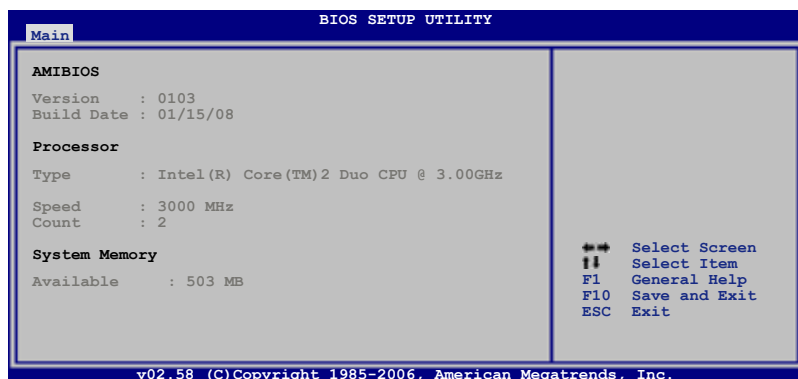 BIOS SETUP UTILITY
Main
AMIBIOS
Version : 0103
Build Date : 01/15/08
Processor
Type : Intel(R) Core(TM)2 Duo CPU @ 3.00GHz
Speed : 3000 MHz
Count : 2
System Memory
Available : 503 MB
←→ Select Screen
↑↓ Select Item
F1 General Help
F10 Save and Exit
ESC Exit
v02.58 (C)Copyright 1985-2006, American Megatrends, Inc.